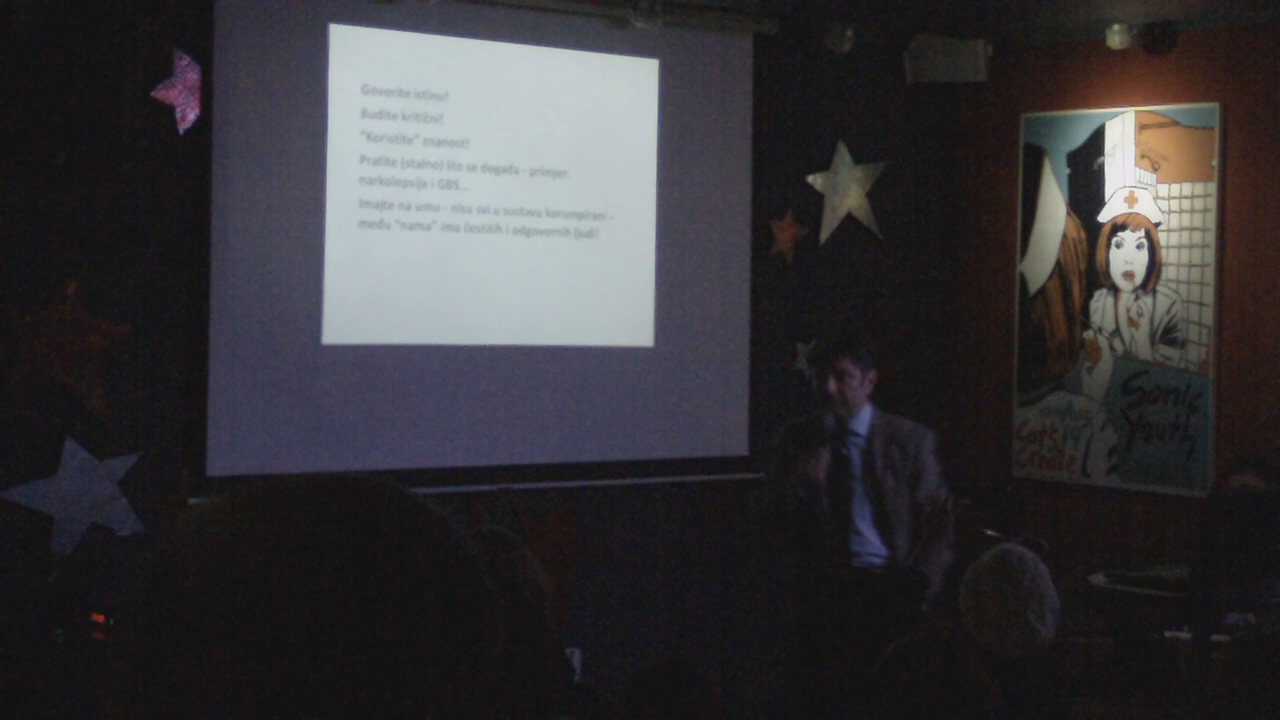 Govorite istinu!
Budite kritični!
"Koristite" znanost!
Pratite (stalno) što se događa - primjer:
narkolepsija i GBS...
Imajte na umu - nisu svi u sustavu korumpirani -
među "nama" ima čestitih i odgovornih ljudi!
Sonic
Youth